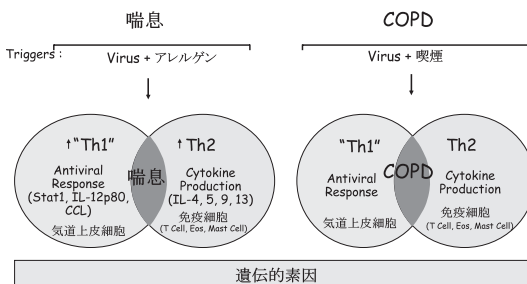 喘息
COPD
Triggers :
Virus + アレルゲン
Virus + 喫煙
↑"Th1"
↑Th2
Antiviral
Response
(Stat1, IL-12p80,
CCL)
気道上皮細胞
喘息
Cytokine
Production
(IL-4, 5, 9, 13)
免疫細胞
(T Cell, Eos, Mast Cell)
"Th1"
Th2
Antiviral
Response
気道上皮細胞
COPD
Cytokine
Production
免疫細胞
(T Cell, Eos, Mast Cell)
遺伝的素因